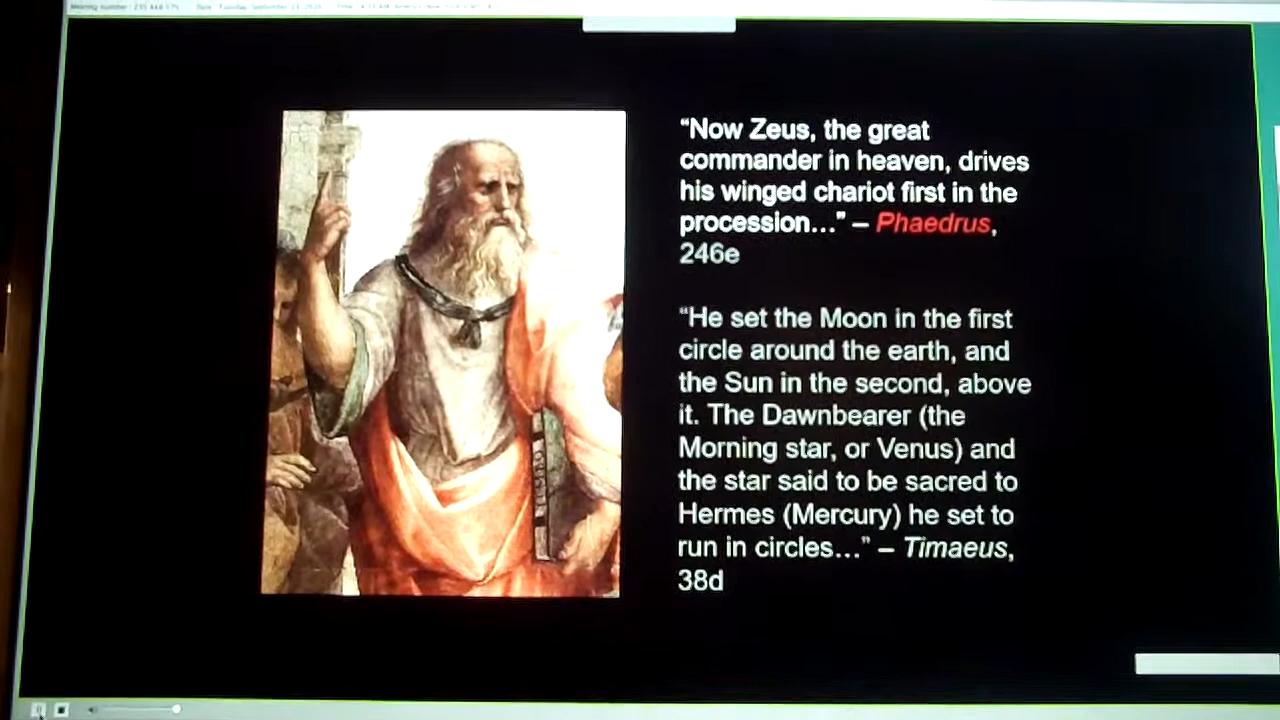 “Now Zeus, the great
commander in heaven, drives
his winged chariot first in the
procession…” – Phaedrus,
246e
“He set the Moon in the first
circle around the earth, and
the Sun in the second, above
it. The Dawnbearer (the
Morning star, or Venus) and
the star said to be sacred to
Hermes (Mercury) he set to
run in circles…” – Timaeus,
38d